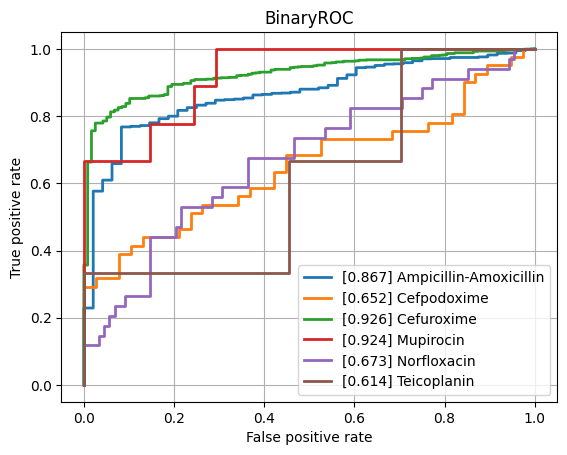 BinaryROC
True positive rate
1.0
0.8
0.6
0.4
0.2
0.0
[0.867] Ampicillin-Amoxicillin
[0.652] Cefpodoxime
[0.926] Cefuroxime
[0.924] Mupirocin
[0.673] Norfloxacin
[0.614] Teicoplanin
0.0 0.2 0.4 0.6 0.8 1.0
False positive rate